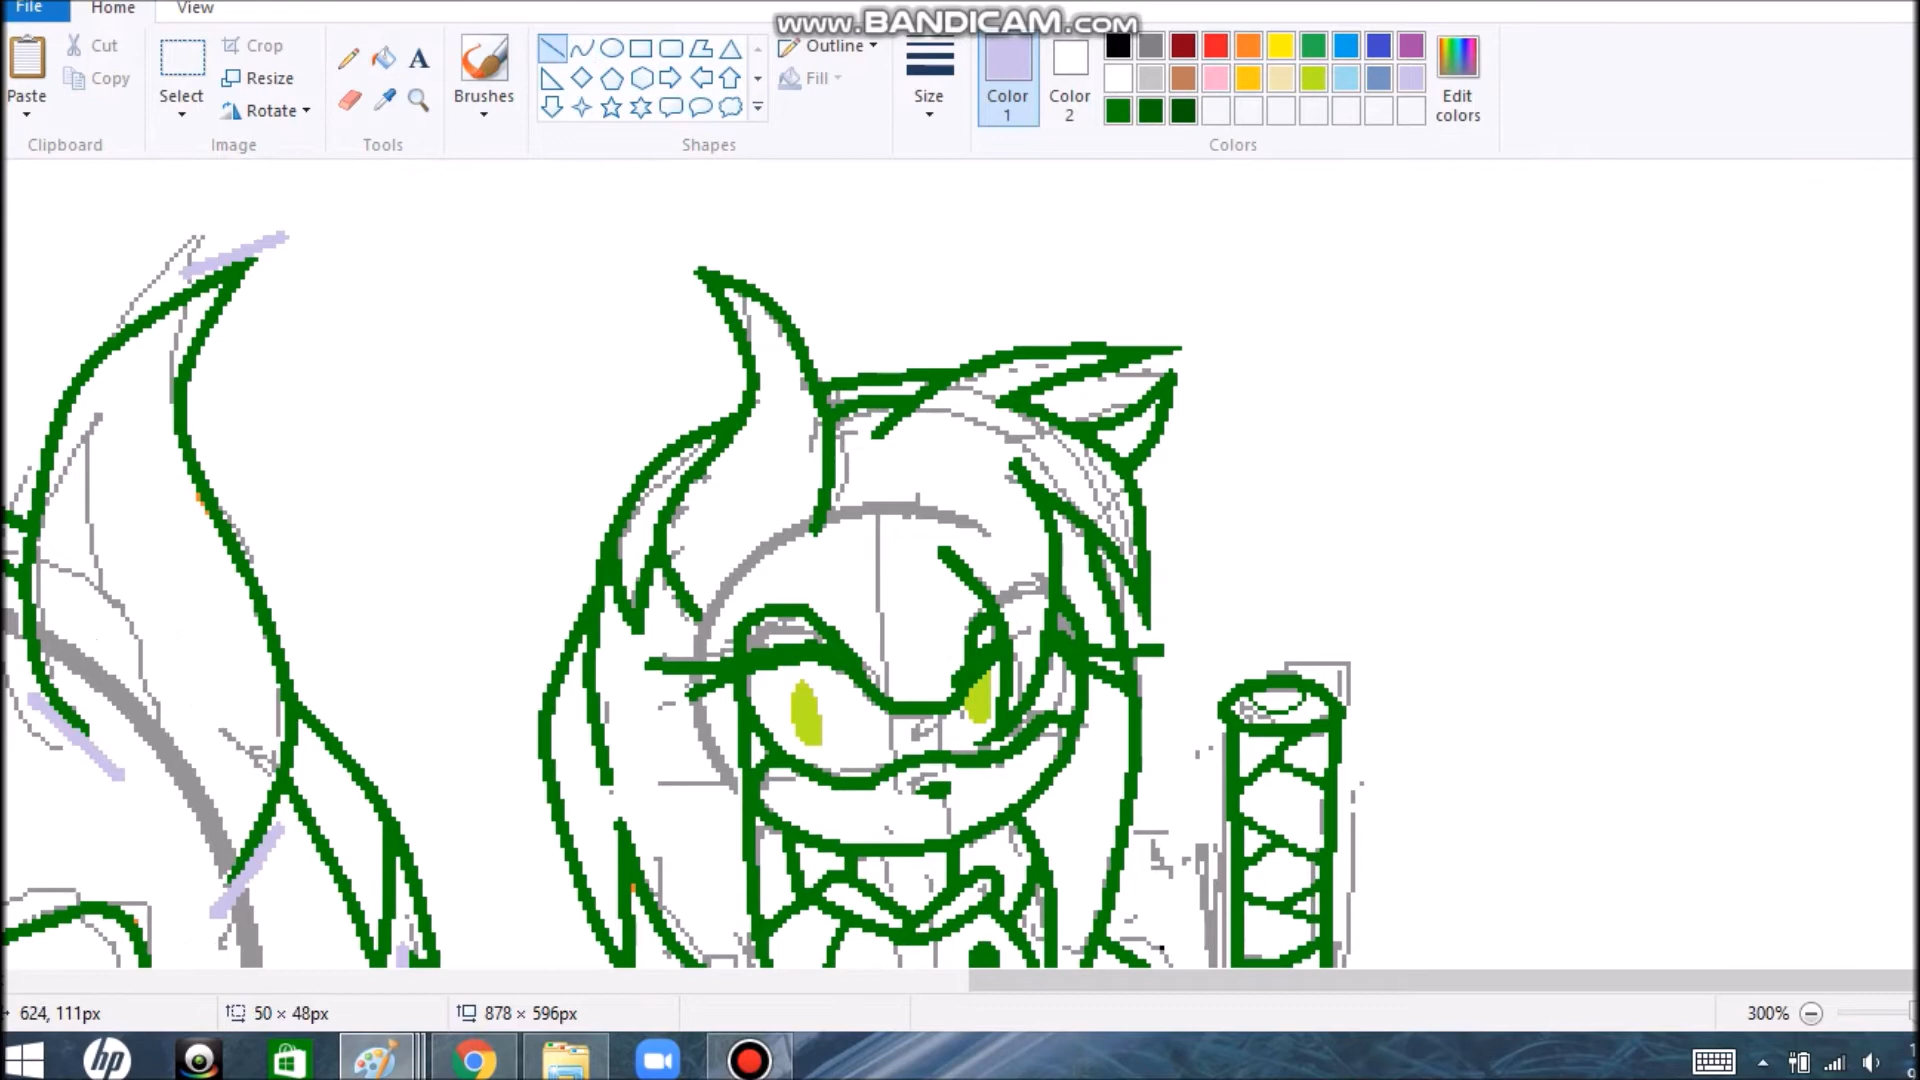 File Home View
www.BANDICAM.com
Paste
Cut
Copy
Clipboard
Select
Crop
Resize
Rotate
Image
A
Tools
Brushes
Shapes
Outline
Fill
Size
Color 1
Color 2
Edit colors
Colors
624, 111px 50 × 48px 878 × 596px 300%
hp